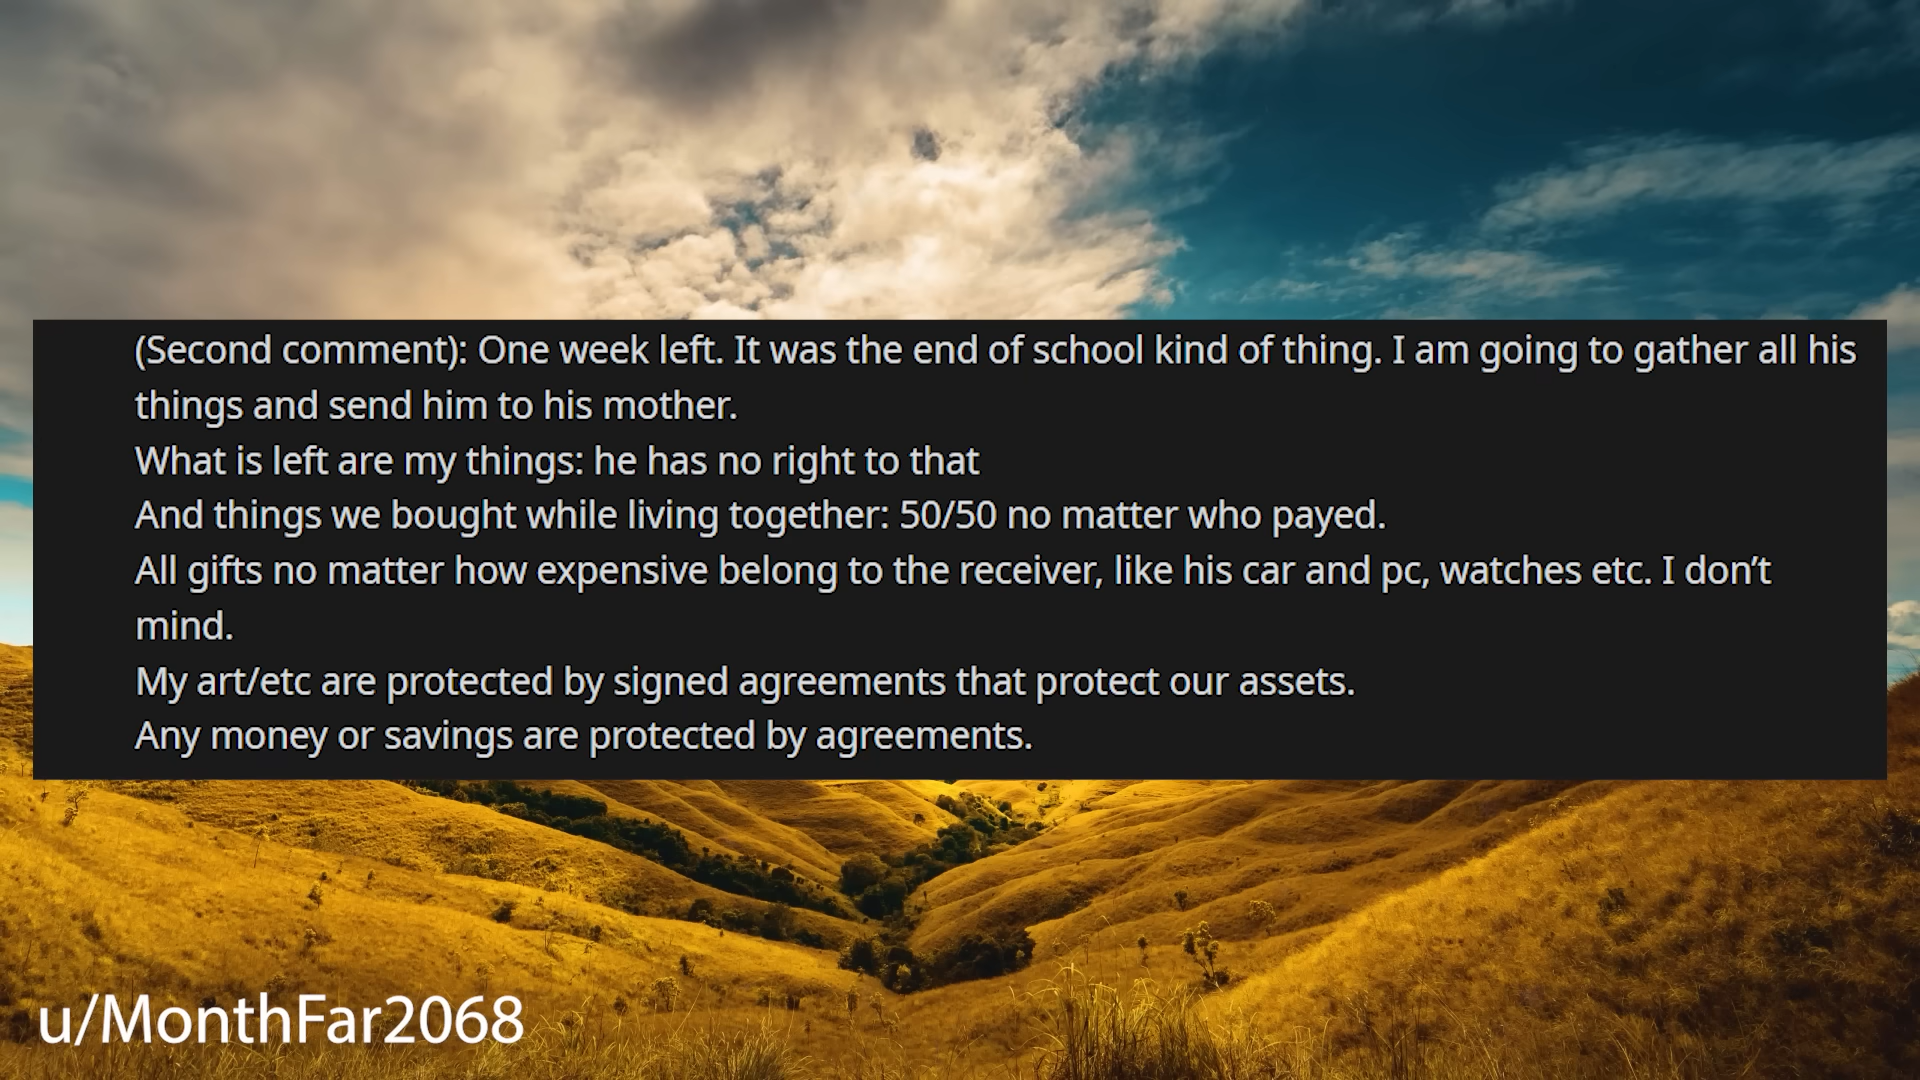 (Second comment): One week left. It was the end of school kind of thing. I am going to gather all his
things and send him to his mother.
What is left are my things: he has no right to that
And things we bought while living together: 50/50 no matter who payed.
All gifts no matter how expensive belong to the receiver, like his car and pc, watches etc. I don’t
mind.
My art/etc are protected by signed agreements that protect our assets.
Any money or savings are protected by agreements.
u/MonthFar2068